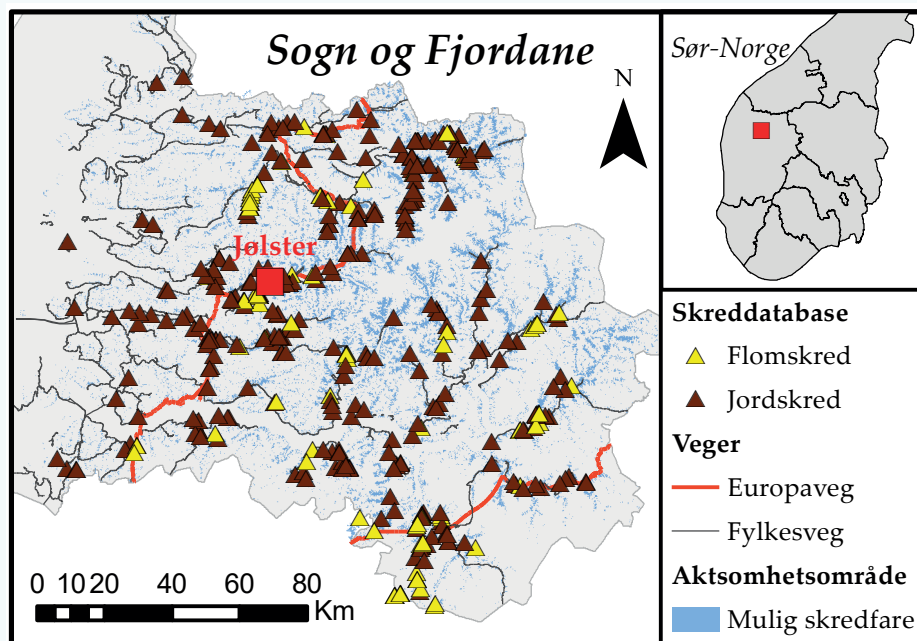 Sogn og Fjordane
N
Jølster
0 10 20 40 60 80
Km
Sør-Norge
Skreddatabase
Flomskred
Jordskred
Veger
Europaveg
Fylkesveg
Aktsomhetsområde
Mulig skredfare